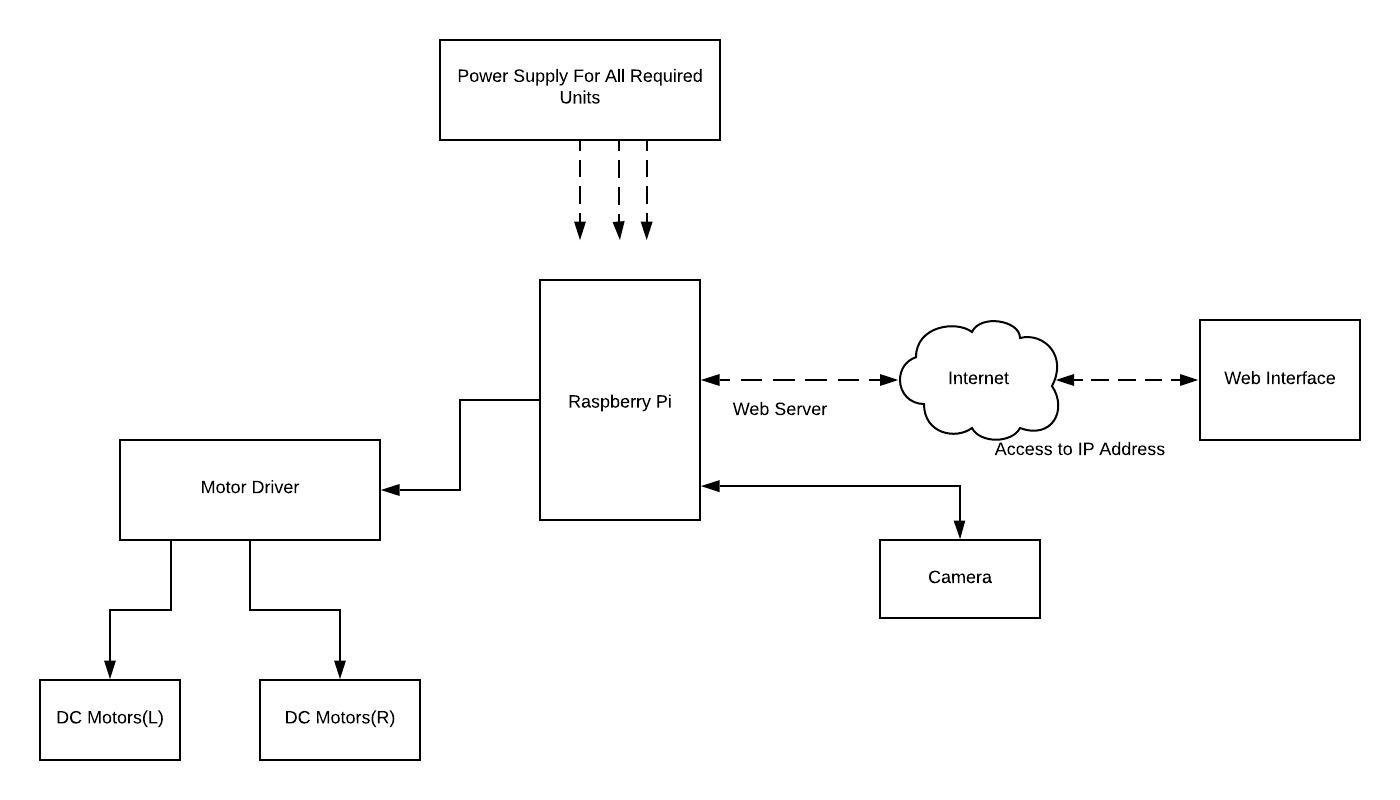 Power Supply For All Required
Units
Raspberry Pi
Web Server
Internet
Access to IP Address
Web Interface
Motor Driver
Camera
DC Motors(L)
DC Motors(R)